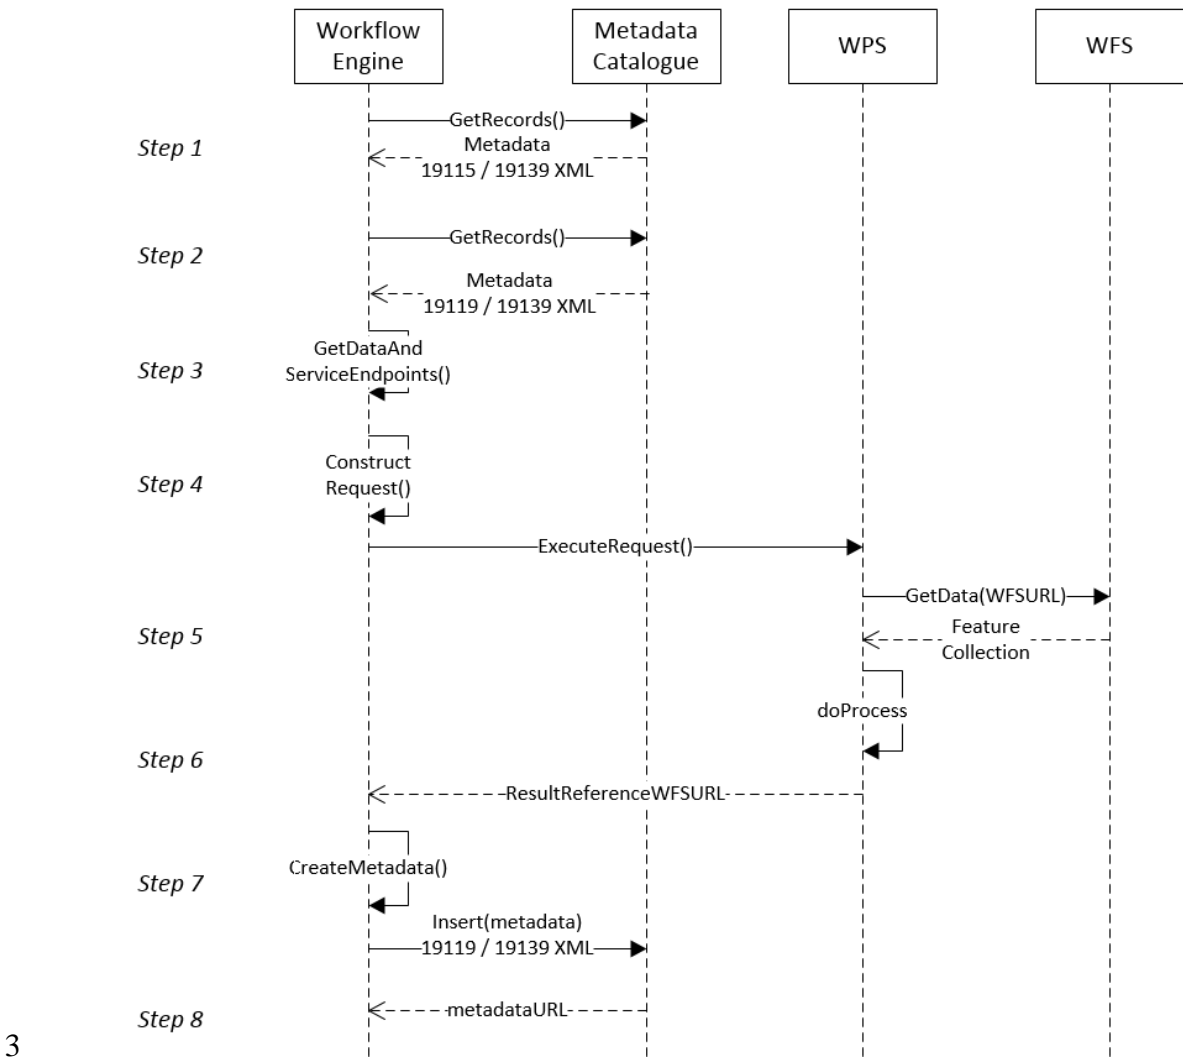 Workflow
Engine
Metadata
Catalogue
WPS
WFS
GetRecords()
Step 1
Metadata
19115 / 19139 XML
GetRecords()
Step 2
Metadata
19119 / 19139 XML
GetDataAnd
Step 3
ServiceEndpoints()
Construct
Step 4
Request()
ExecuteRequest()
GetData(WFSURL)
Step 5
Feature
Collection
doProcess
Step 6
ResultReferenceWFSURL
CreateMetadata()
Step 7
Insert(metadata)
19119 / 19139 XML
metadataURL
Step 8
3